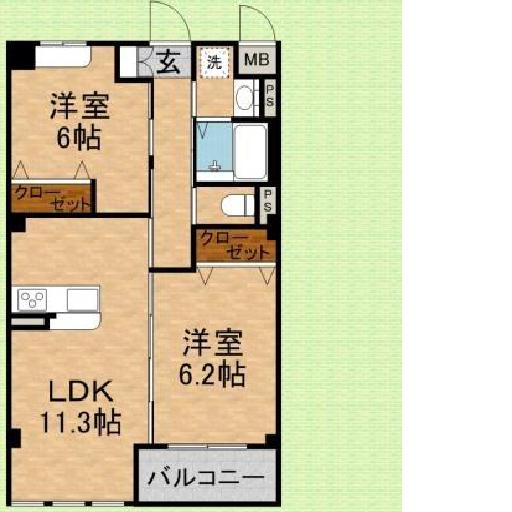 玄
洗
MB
PS
洋室
6帖
クロー
ゼット
PS
クロー
ゼット
洋室
6.2帖
LDK
11.3帖
バルコニー